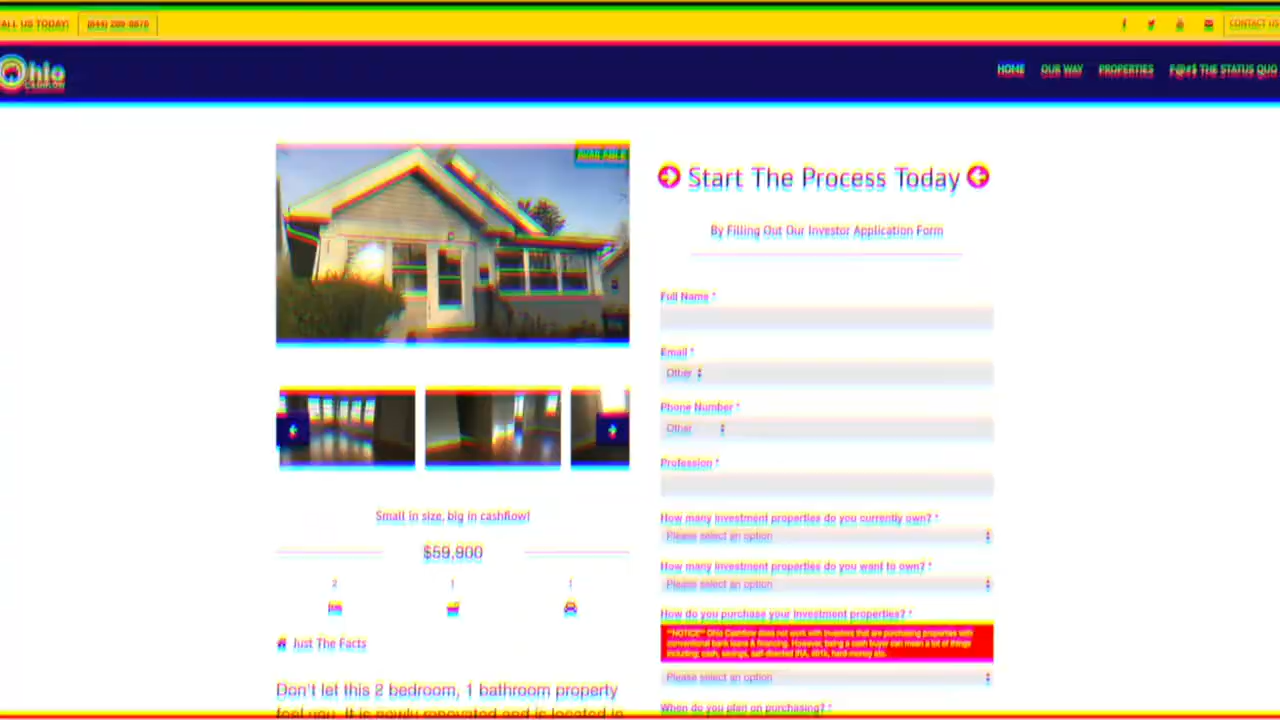 CALL US TODAY! (844) 209-0070
CONTACT US
Ohio
Cashflow
HOME OUR WAY PROPERTIES F@#$ THE STATUS QUO
AVAILABLE
Small in size, big in cashflow!
$59,900
2 1 1
Just The Facts
Don't let this 2 bedroom, 1 bathroom property
fool you. It is newly renovated and is located in
Start The Process Today
By Filling Out Our Investor Application Form
Full Name *
Email *
Other
Phone Number *
Other
Profession *
How many investment properties do you currently own? *
Please select an option
How many investment properties do you want to own? *
Please select an option
How do you purchase your investment properties? *
**NOTICE** Ohio Cashflow does not work with investors that are purchasing properties with
conventional bank loans & financing. However, being a cash buyer can mean a lot of things
including; cash, savings, self-directed IRA, 401k, hard-money etc.
Please select an option
When do you plan on purchasing? *